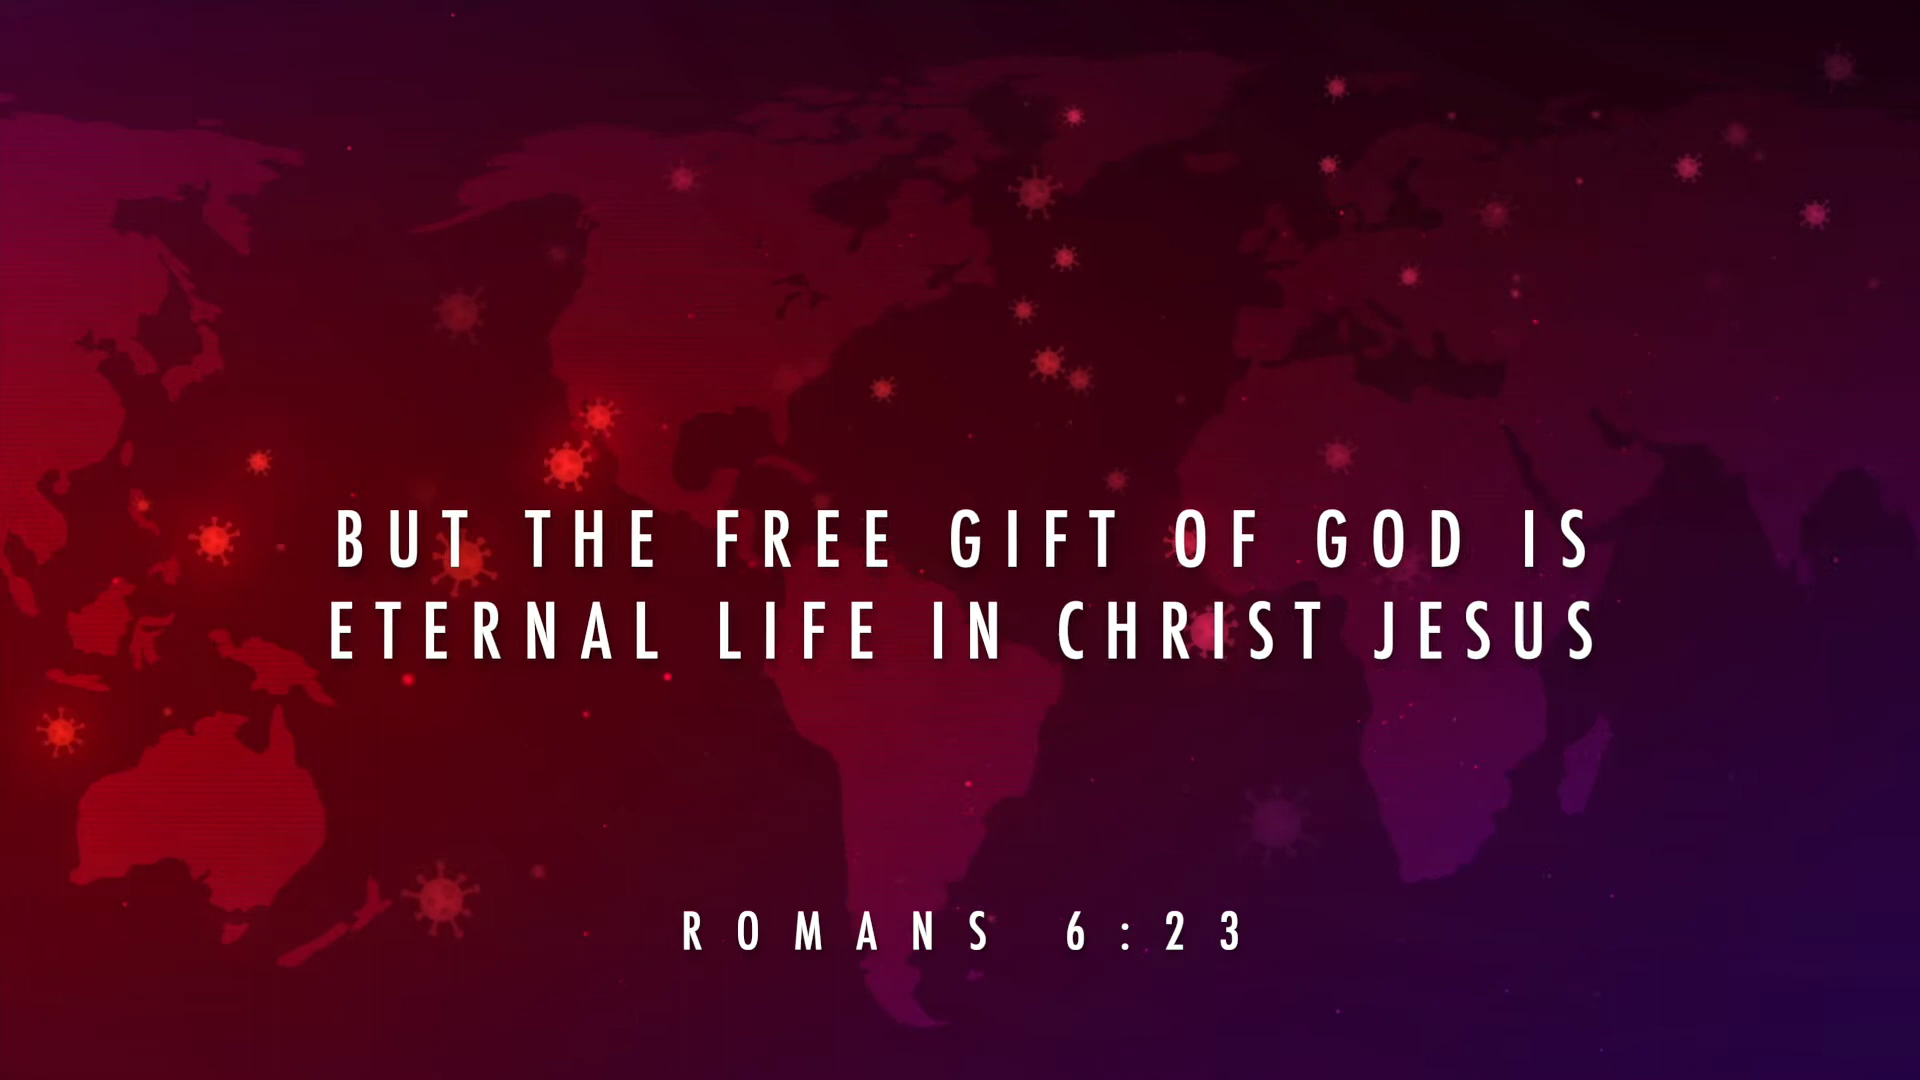 BUT THE FREE GIFT OF GOD IS
ETERNAL LIFE IN CHRIST JESUS
ROMANS 6:23